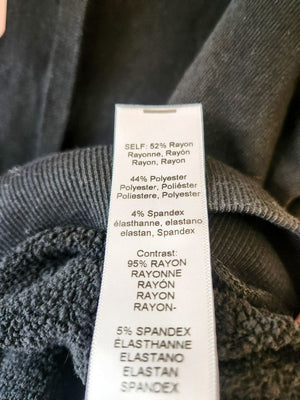 SELF: 52% Rayon
Rayonne, Rayón
Rayon, Rayon
44% Polyester
Polyester, Poliéster
Poliestere, Polyester
4% Spandex
élasthanne, elastano
elastan, Spandex
Contrast:
95% RAYON
RAYONNE
RAYÓN
RAYON
RAYON-
5% SPANDEX
ÉLASTHANNE
ELASTANO
ELASTAN
SPANDEX